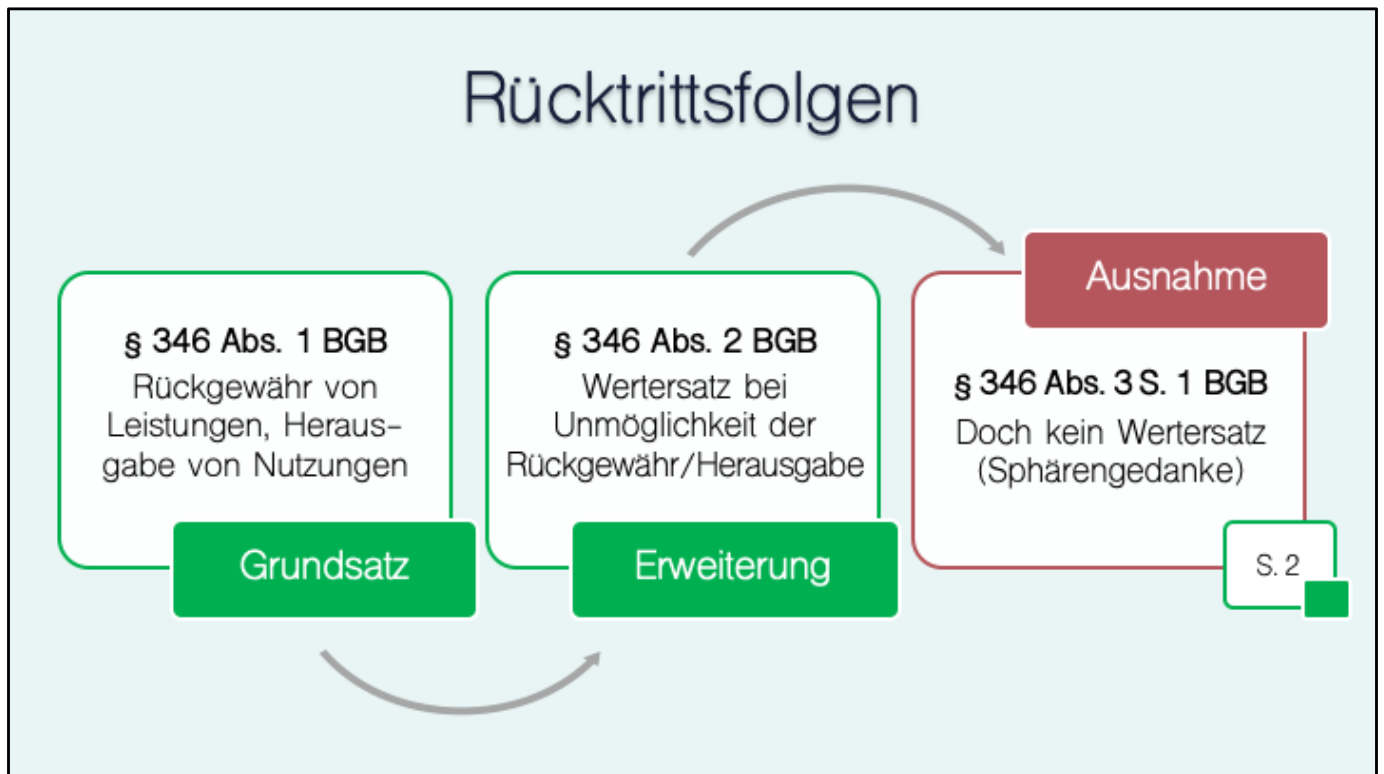 Rücktrittsfolgen
§ 346 Abs. 1 BGB
Rückgewähr von
Leistungen, Heraus-
gabe von Nutzungen
Grundsatz
§ 346 Abs. 2 BGB
Wertersatz bei
Unmöglichkeit der
Rückgewähr/Herausgabe
Erweiterung
Ausnahme
§ 346 Abs. 3 S. 1 BGB
Doch kein Wertersatz
(Sphärengedanke)
S. 2